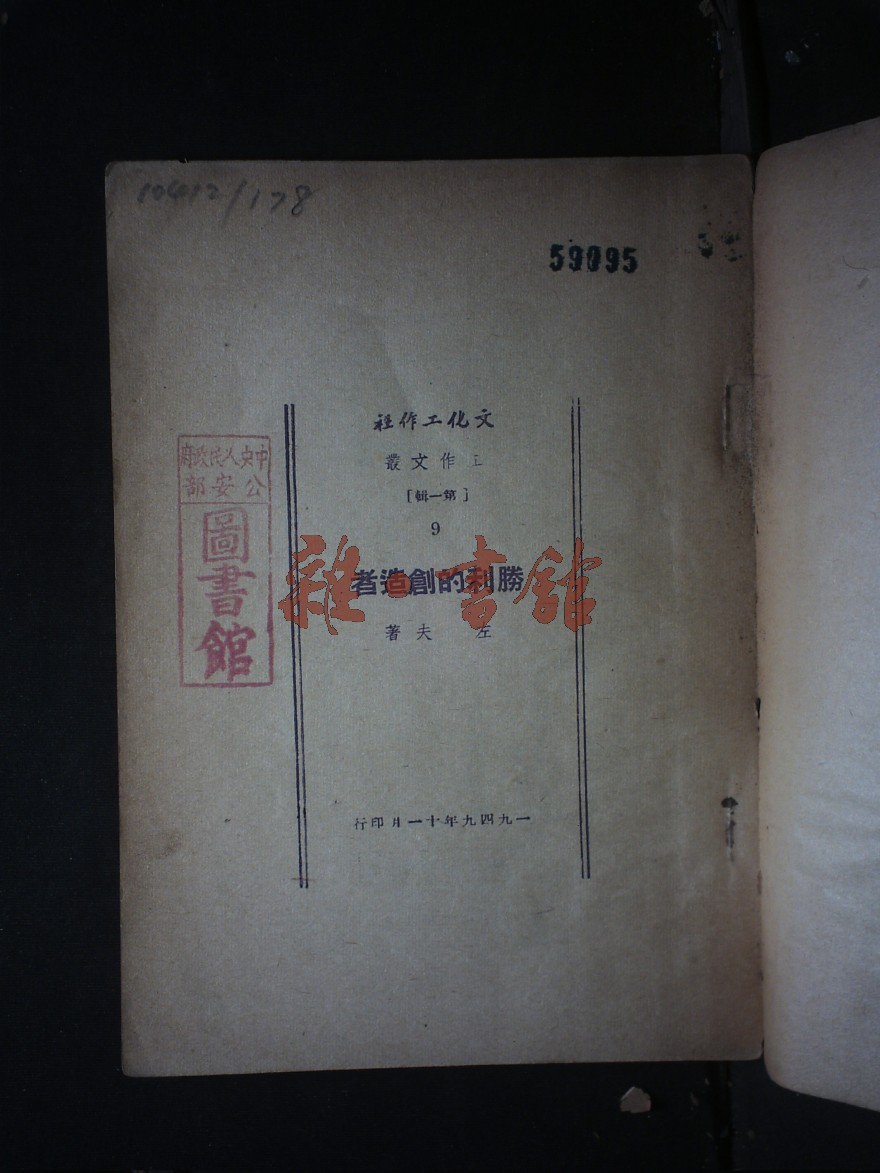 10412/178
59095
文化工作社
工作文叢
[第一輯]
9
勝利的創造者
左夫著
一九四九年十一月印行
中央人民政府
公安部
圖書館
雜·書館